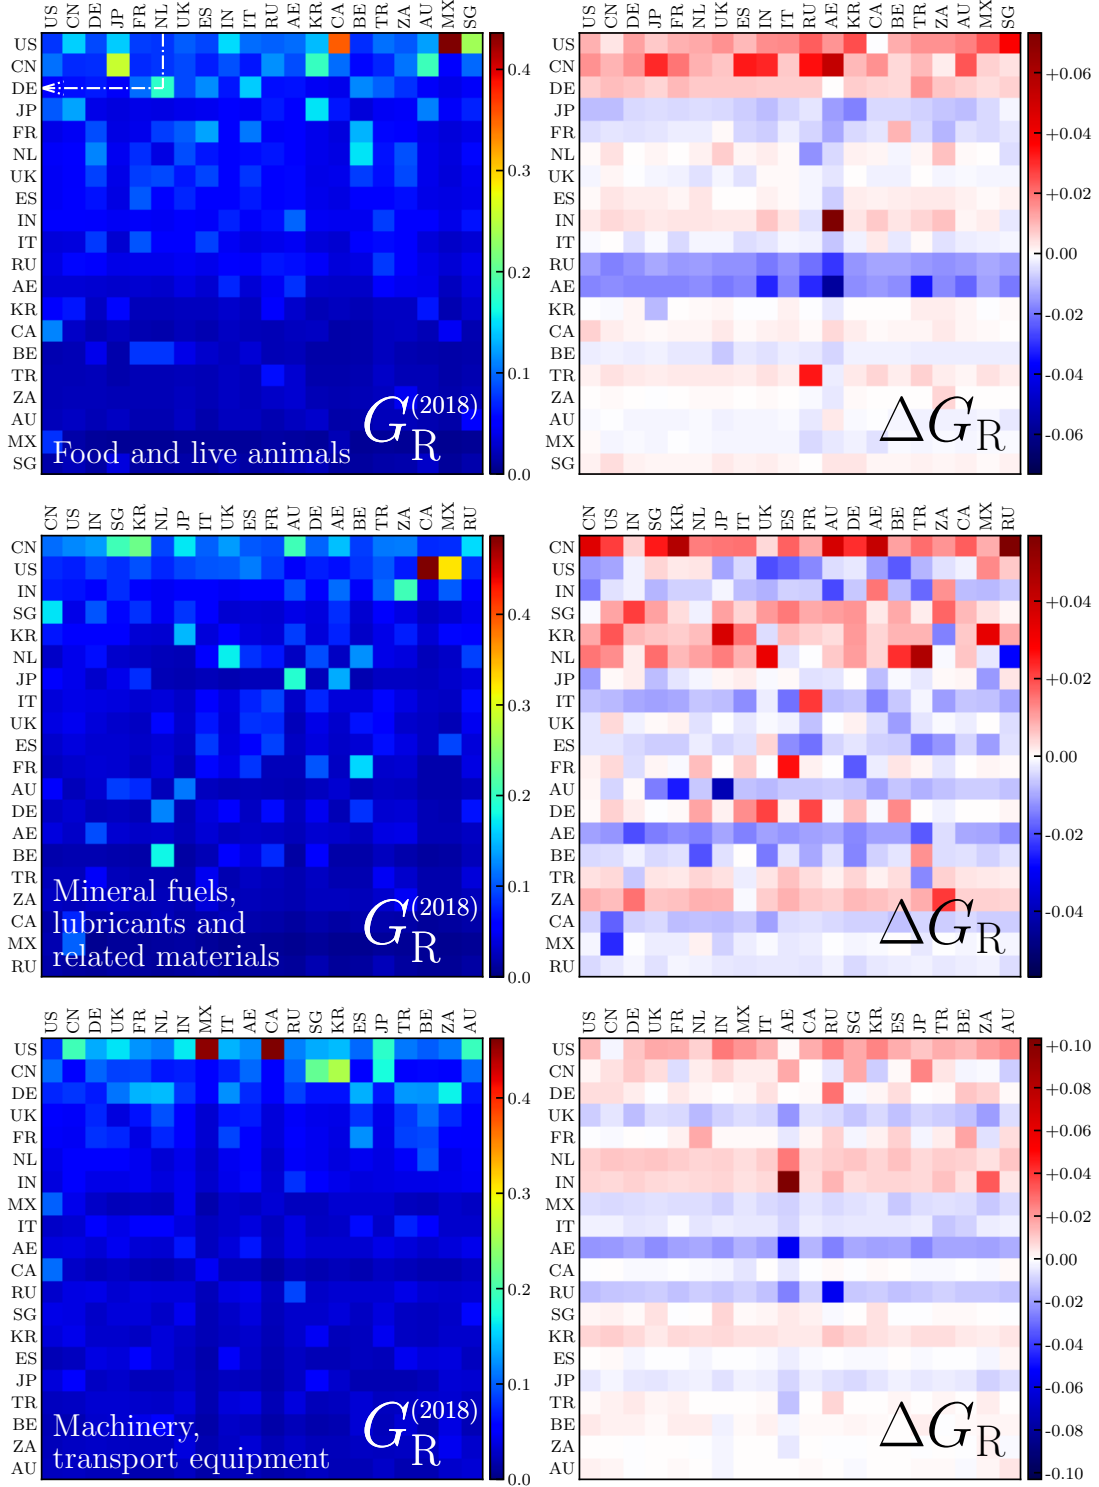 US CN DE JP FR NL UK ES IN IT RU AE KR CA BE TR ZA AU MX SG
US
CN
DE
JP
FR
NL
UK
ES
IN
IT
RU
AE
KR
CA
BE
TR
ZA
AU
MX
SG
G_R^(2018)
Food and live animals
0.4
0.3
0.2
0.1
0.0
US CN DE JP FR NL UK ES IN IT RU AE KR CA BE TR ZA AU MX SG
US
CN
DE
JP
FR
NL
UK
ES
IN
IT
RU
AE
KR
CA
BE
TR
ZA
AU
MX
SG
ΔG_R
+0.06
+0.04
+0.02
0.00
-0.02
-0.04
-0.06
CN US IN SG KR NL JP IT UK ES FR AU DE AE BE TR ZA CA MX RU
CN
US
IN
SG
KR
NL
JP
IT
UK
ES
FR
AU
DE
AE
BE
TR
ZA
CA
MX
RU
G_R^(2018)
Mineral fuels,
lubricants and
related materials
0.4
0.3
0.2
0.1
0.0
CN US IN SG KR NL JP IT UK ES FR AU DE AE BE TR ZA CA MX RU
CN
US
IN
SG
KR
NL
JP
IT
UK
ES
FR
AU
DE
AE
BE
TR
ZA
CA
MX
RU
ΔG_R
+0.04
+0.02
0.00
-0.02
-0.04
US CN DE UK FR NL IN MX IT AE CA RU SG KR ES JP TR BE ZA AU
US
CN
DE
UK
FR
NL
IN
MX
IT
AE
CA
RU
SG
KR
ES
JP
TR
BE
ZA
AU
G_R^(2018)
Machinery,
transport equipment
0.4
0.3
0.2
0.1
0.0
US CN DE UK FR NL IN MX IT AE CA RU SG KR ES JP TR BE ZA AU
US
CN
DE
UK
FR
NL
IN
MX
IT
AE
CA
RU
SG
KR
ES
JP
TR
BE
ZA
AU
ΔG_R
+0.10
+0.08
+0.06
+0.04
+0.02
0.00
-0.02
-0.04
-0.06
-0.08
-0.10